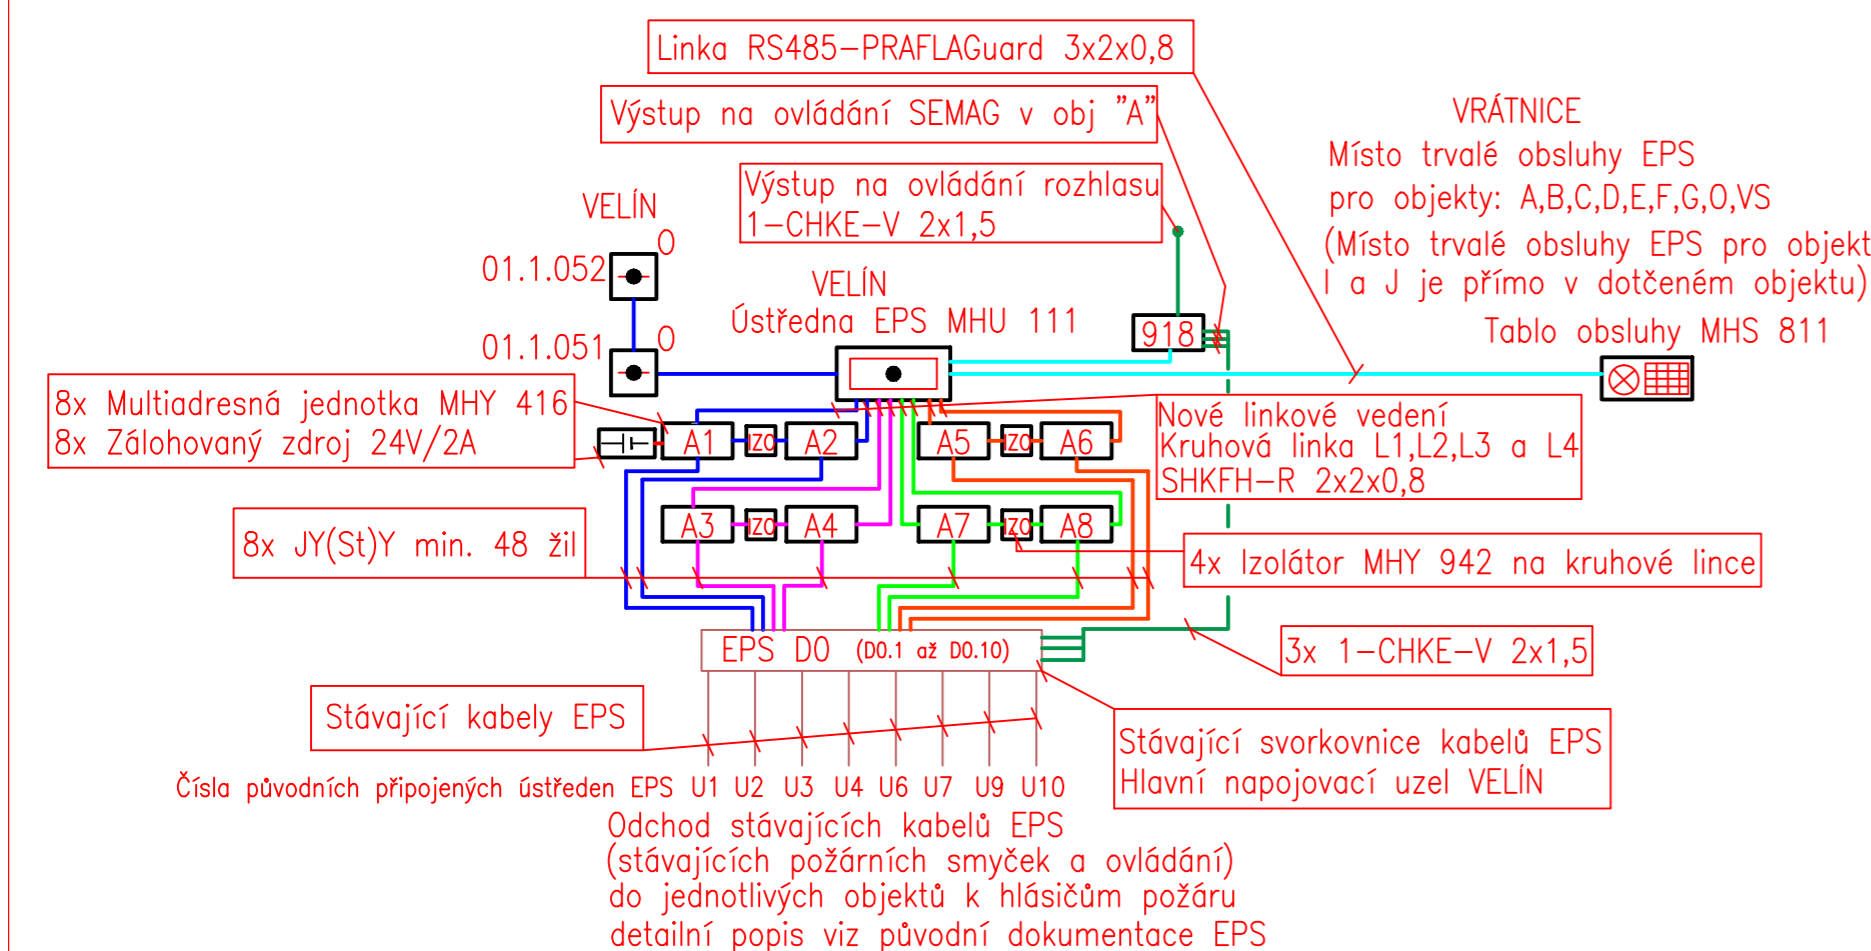 Linka RS485-PRAFLAGuard 3x2x0,8
Výstup na ovládání SEMAG v obj "A"
VRÁTNICE
Místo trvalé obsluhy EPS
pro objekty: A,B,C,D,E,F,G,O,VS
(Místo trvalé obsluhy EPS pro objekt
I a J je přímo v dotčeném objektu)
Tablo obsluhy MHS 811
Výstup na ovládání rozhlasu
1-CHKE-V 2x1,5
VELÍN
01.1.052
0
01.1.051
0
VELÍN
Ústředna EPS MHU 111
918
8x Multiadresná jednotka MHY 416
8x Zálohovaný zdroj 24V/2A
A1
IZO
A2
A5
IZO
A6
Nové linkové vedení
Kruhová linka L1,L2,L3 a L4
SHKFH-R 2x2x0,8
A3
IZO
A4
A7
IZO
A8
8x JY(St)Y min. 48 žil
4x Izolátor MHY 942 na kruhové lince
EPS DO (DO.1 až DO.10)
3x 1-CHKE-V 2x1,5
Stávající kabely EPS
Stávající svorkovnice kabelů EPS
Hlavní napojovací uzel VELÍN
Čísla původních připojených ústředen EPS U1 U2 U3 U4 U6 U7 U9 U10
Odchod stávajících kabelů EPS
(stávajících požárních smyček a ovládání)
do jednotlivých objektů k hlásičům požáru
detailní popis viz původní dokumentace EPS